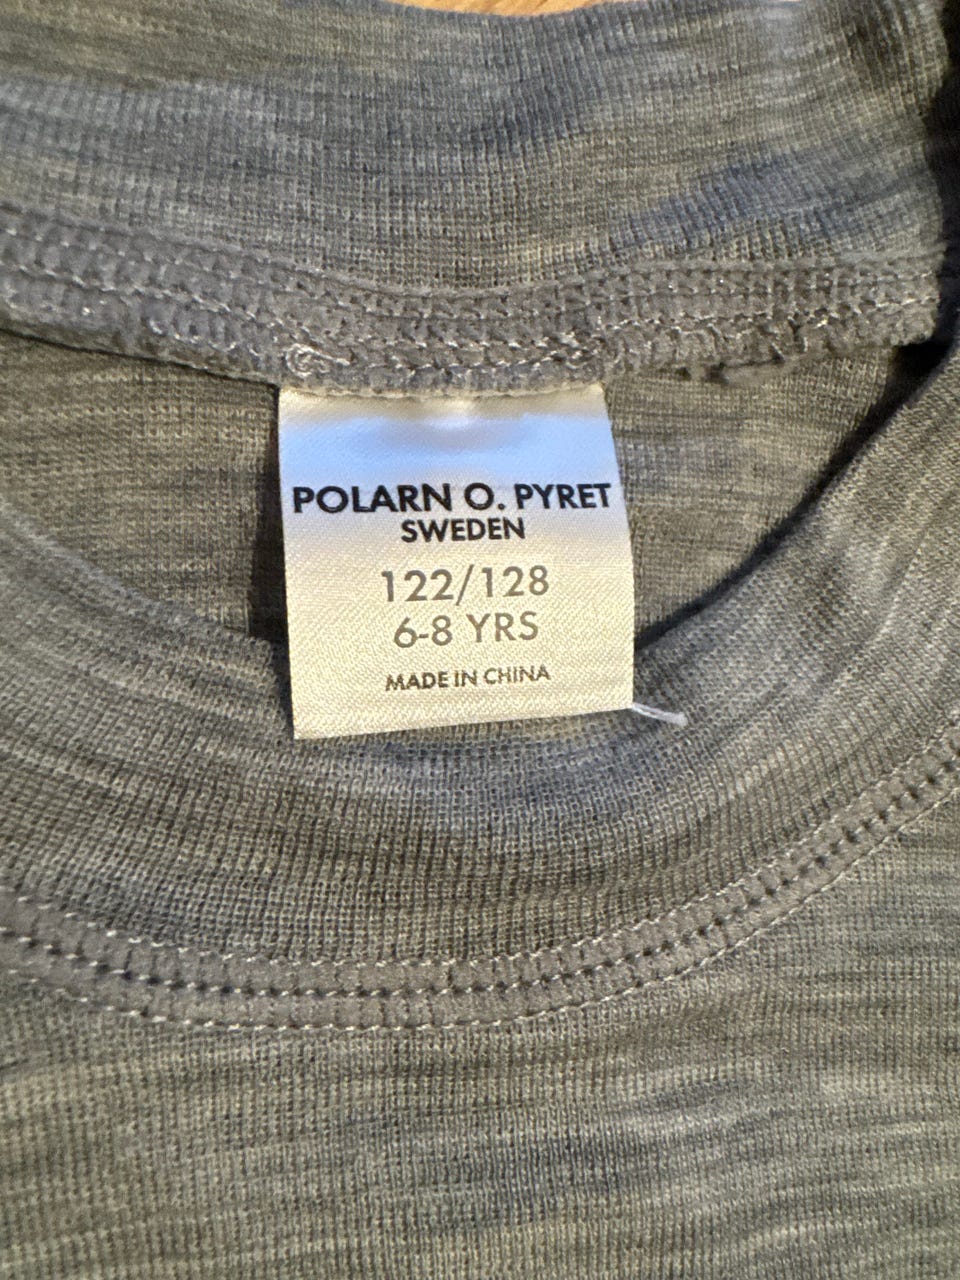 POLARN O. PYRET
SWEDEN
122/128
6-8 YRS
MADE IN CHINA